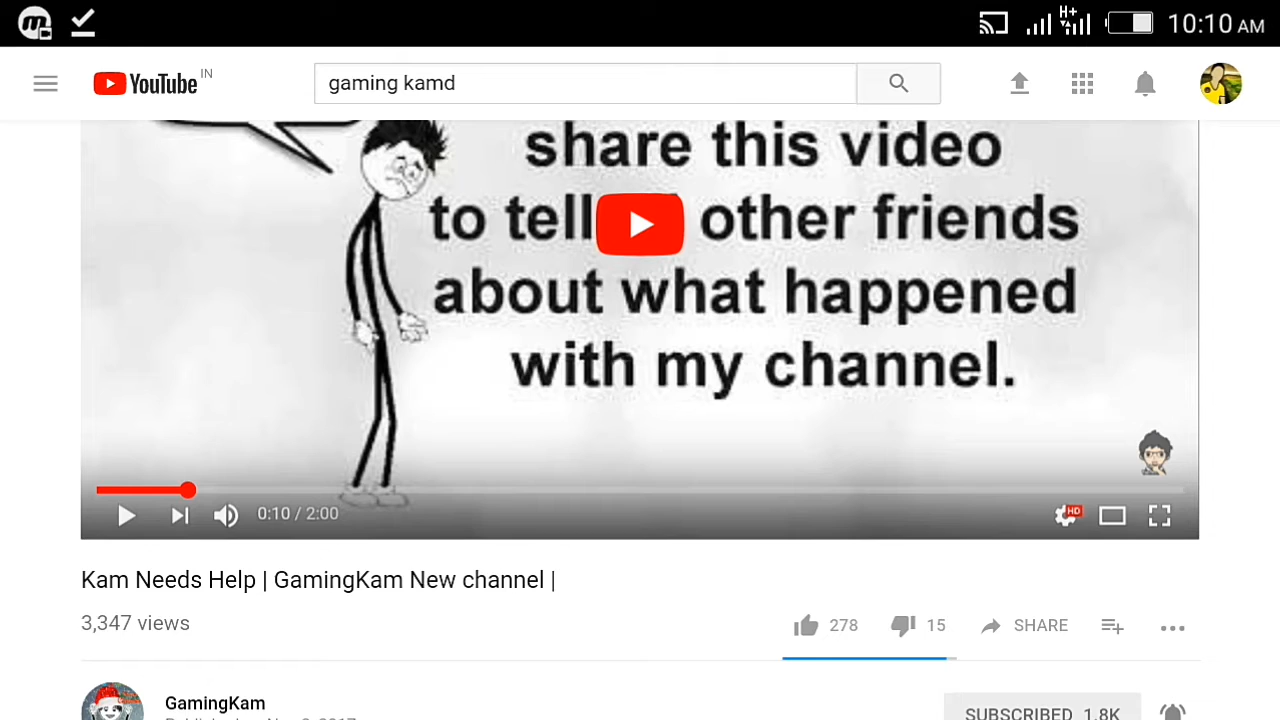 H+
10:10 AM
YouTube IN
gaming kamd
share this video
to tell other friends
about what happened
with my channel.
0:10 / 2:00
HD
Kam Needs Help | GamingKam New channel |
3,347 views
278
15
SHARE
GamingKam
SUBSCRIBED 1.8K